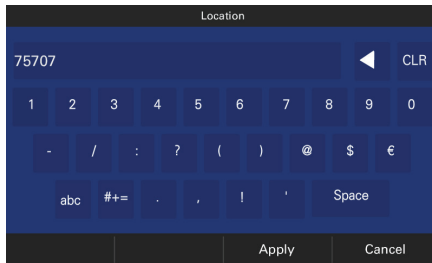 Location
75707 CLR
1 2 3 4 5 6 7 8 9 0
- / : ? ( ) @ $ €
abc #+= . , ! ' Space
Apply Cancel